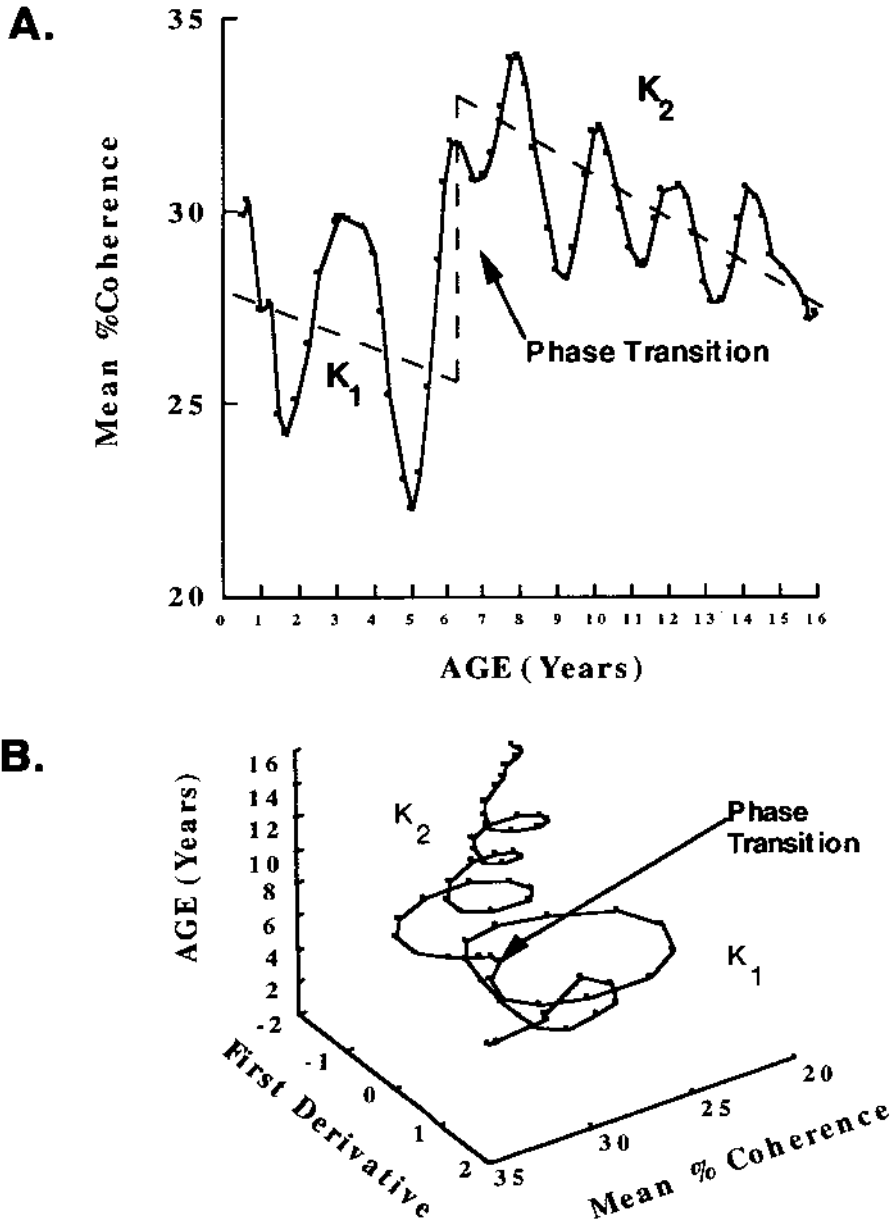 A.
35
30
25
20
Mean %Coherence
K1
K2
Phase Transition
0 1 2 3 4 5 6 7 8 9 10 11 12 13 14 15 16
AGE (Years)
B.
AGE (Years)
16
14
12
10
8
6
4
2
-2
-1
0
1
2
First Derivative
35
30
25
20
Mean % Coherence
K2
Phase
Transition
K1